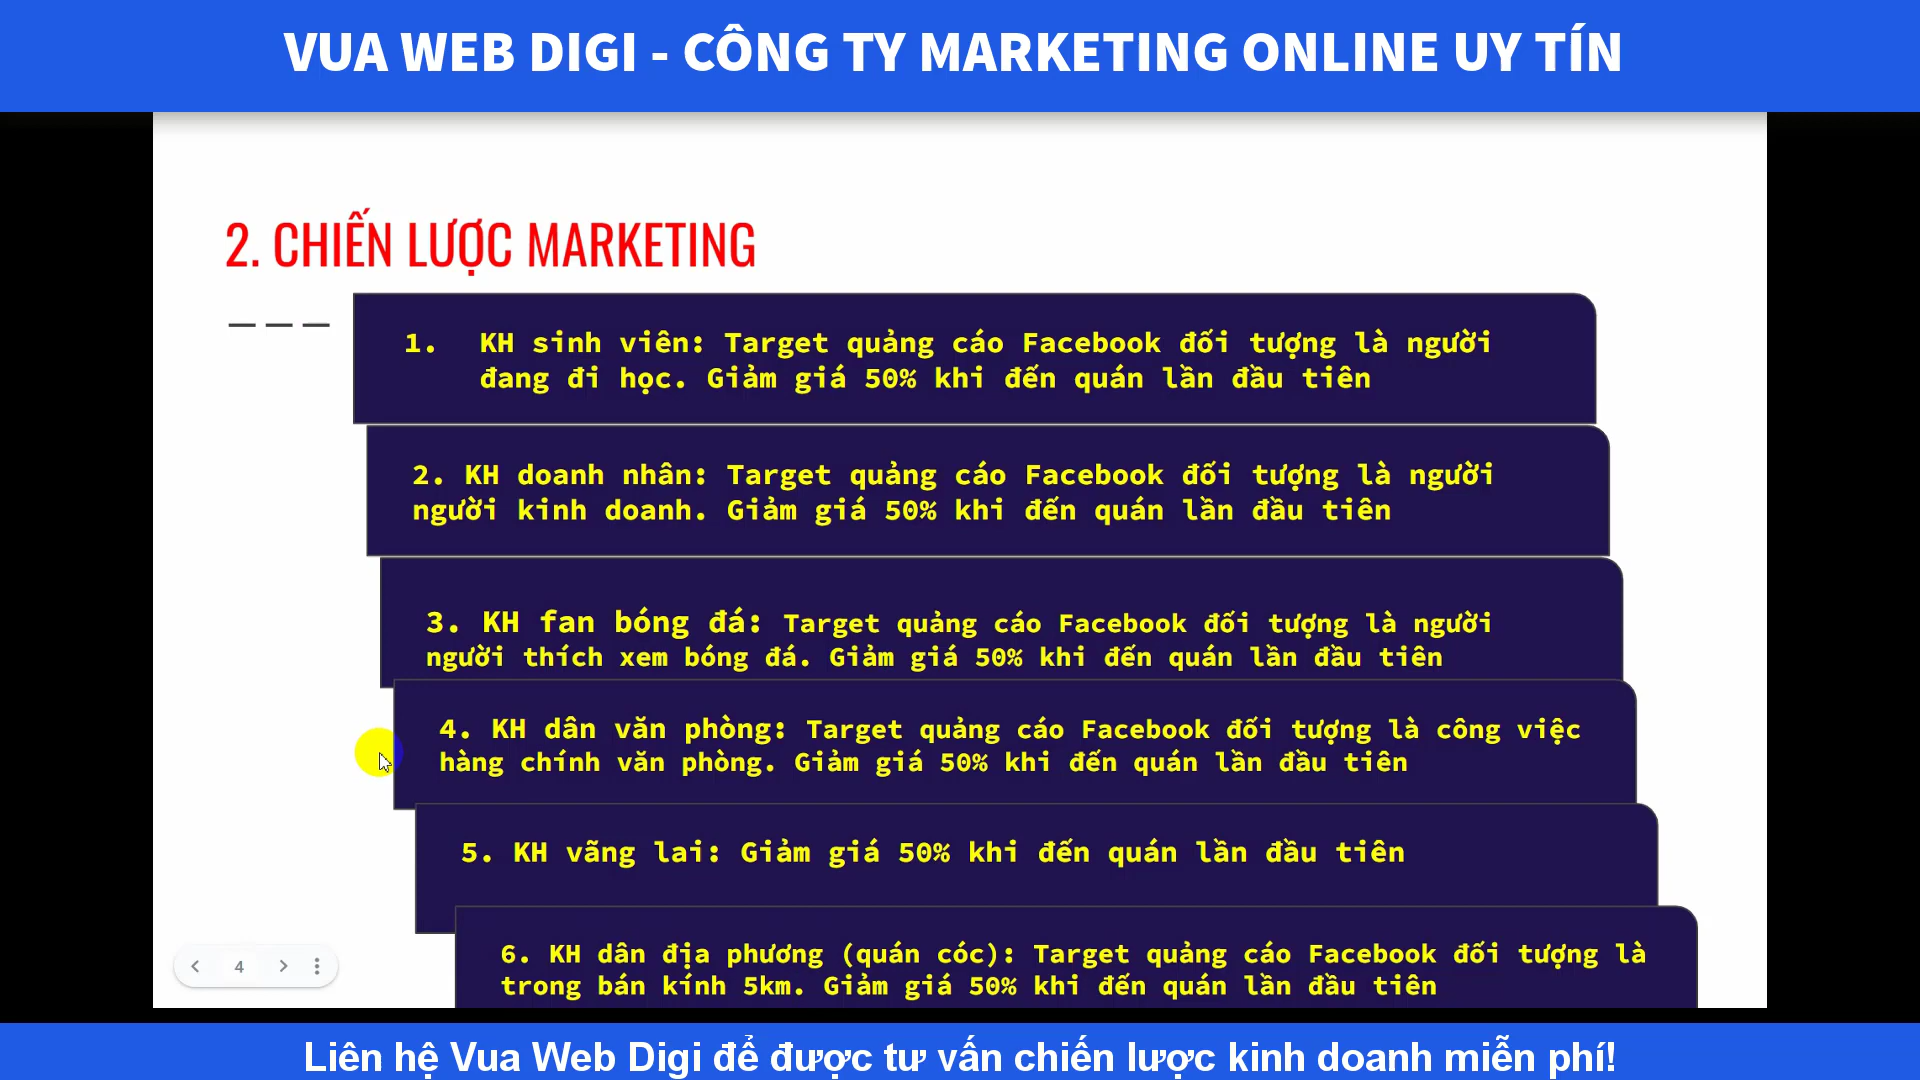 VUA WEB DIGI - CÔNG TY MARKETING ONLINE UY TÍN
2. CHIẾN LƯỢC MARKETING
1. KH sinh viên: Target quảng cáo Facebook đối tượng là người
đang đi học. Giảm giá 50% khi đến quán lần đầu tiên
2. KH doanh nhân: Target quảng cáo Facebook đối tượng là người
người kinh doanh. Giảm giá 50% khi đến quán lần đầu tiên
3. KH fan bóng đá: Target quảng cáo Facebook đối tượng là người
người thích xem bóng đá. Giảm giá 50% khi đến quán lần đầu tiên
4. KH dân văn phòng: Target quảng cáo Facebook đối tượng là công việc
hàng chính văn phòng. Giảm giá 50% khi đến quán lần đầu tiên
5. KH vãng lai: Giảm giá 50% khi đến quán lần đầu tiên
6. KH dân địa phương (quán cóc): Target quảng cáo Facebook đối tượng là
trong bán kính 5km. Giảm giá 50% khi đến quán lần đầu tiên
4
Liên hệ Vua Web Digi để được tư vấn chiến lược kinh doanh miễn phí!